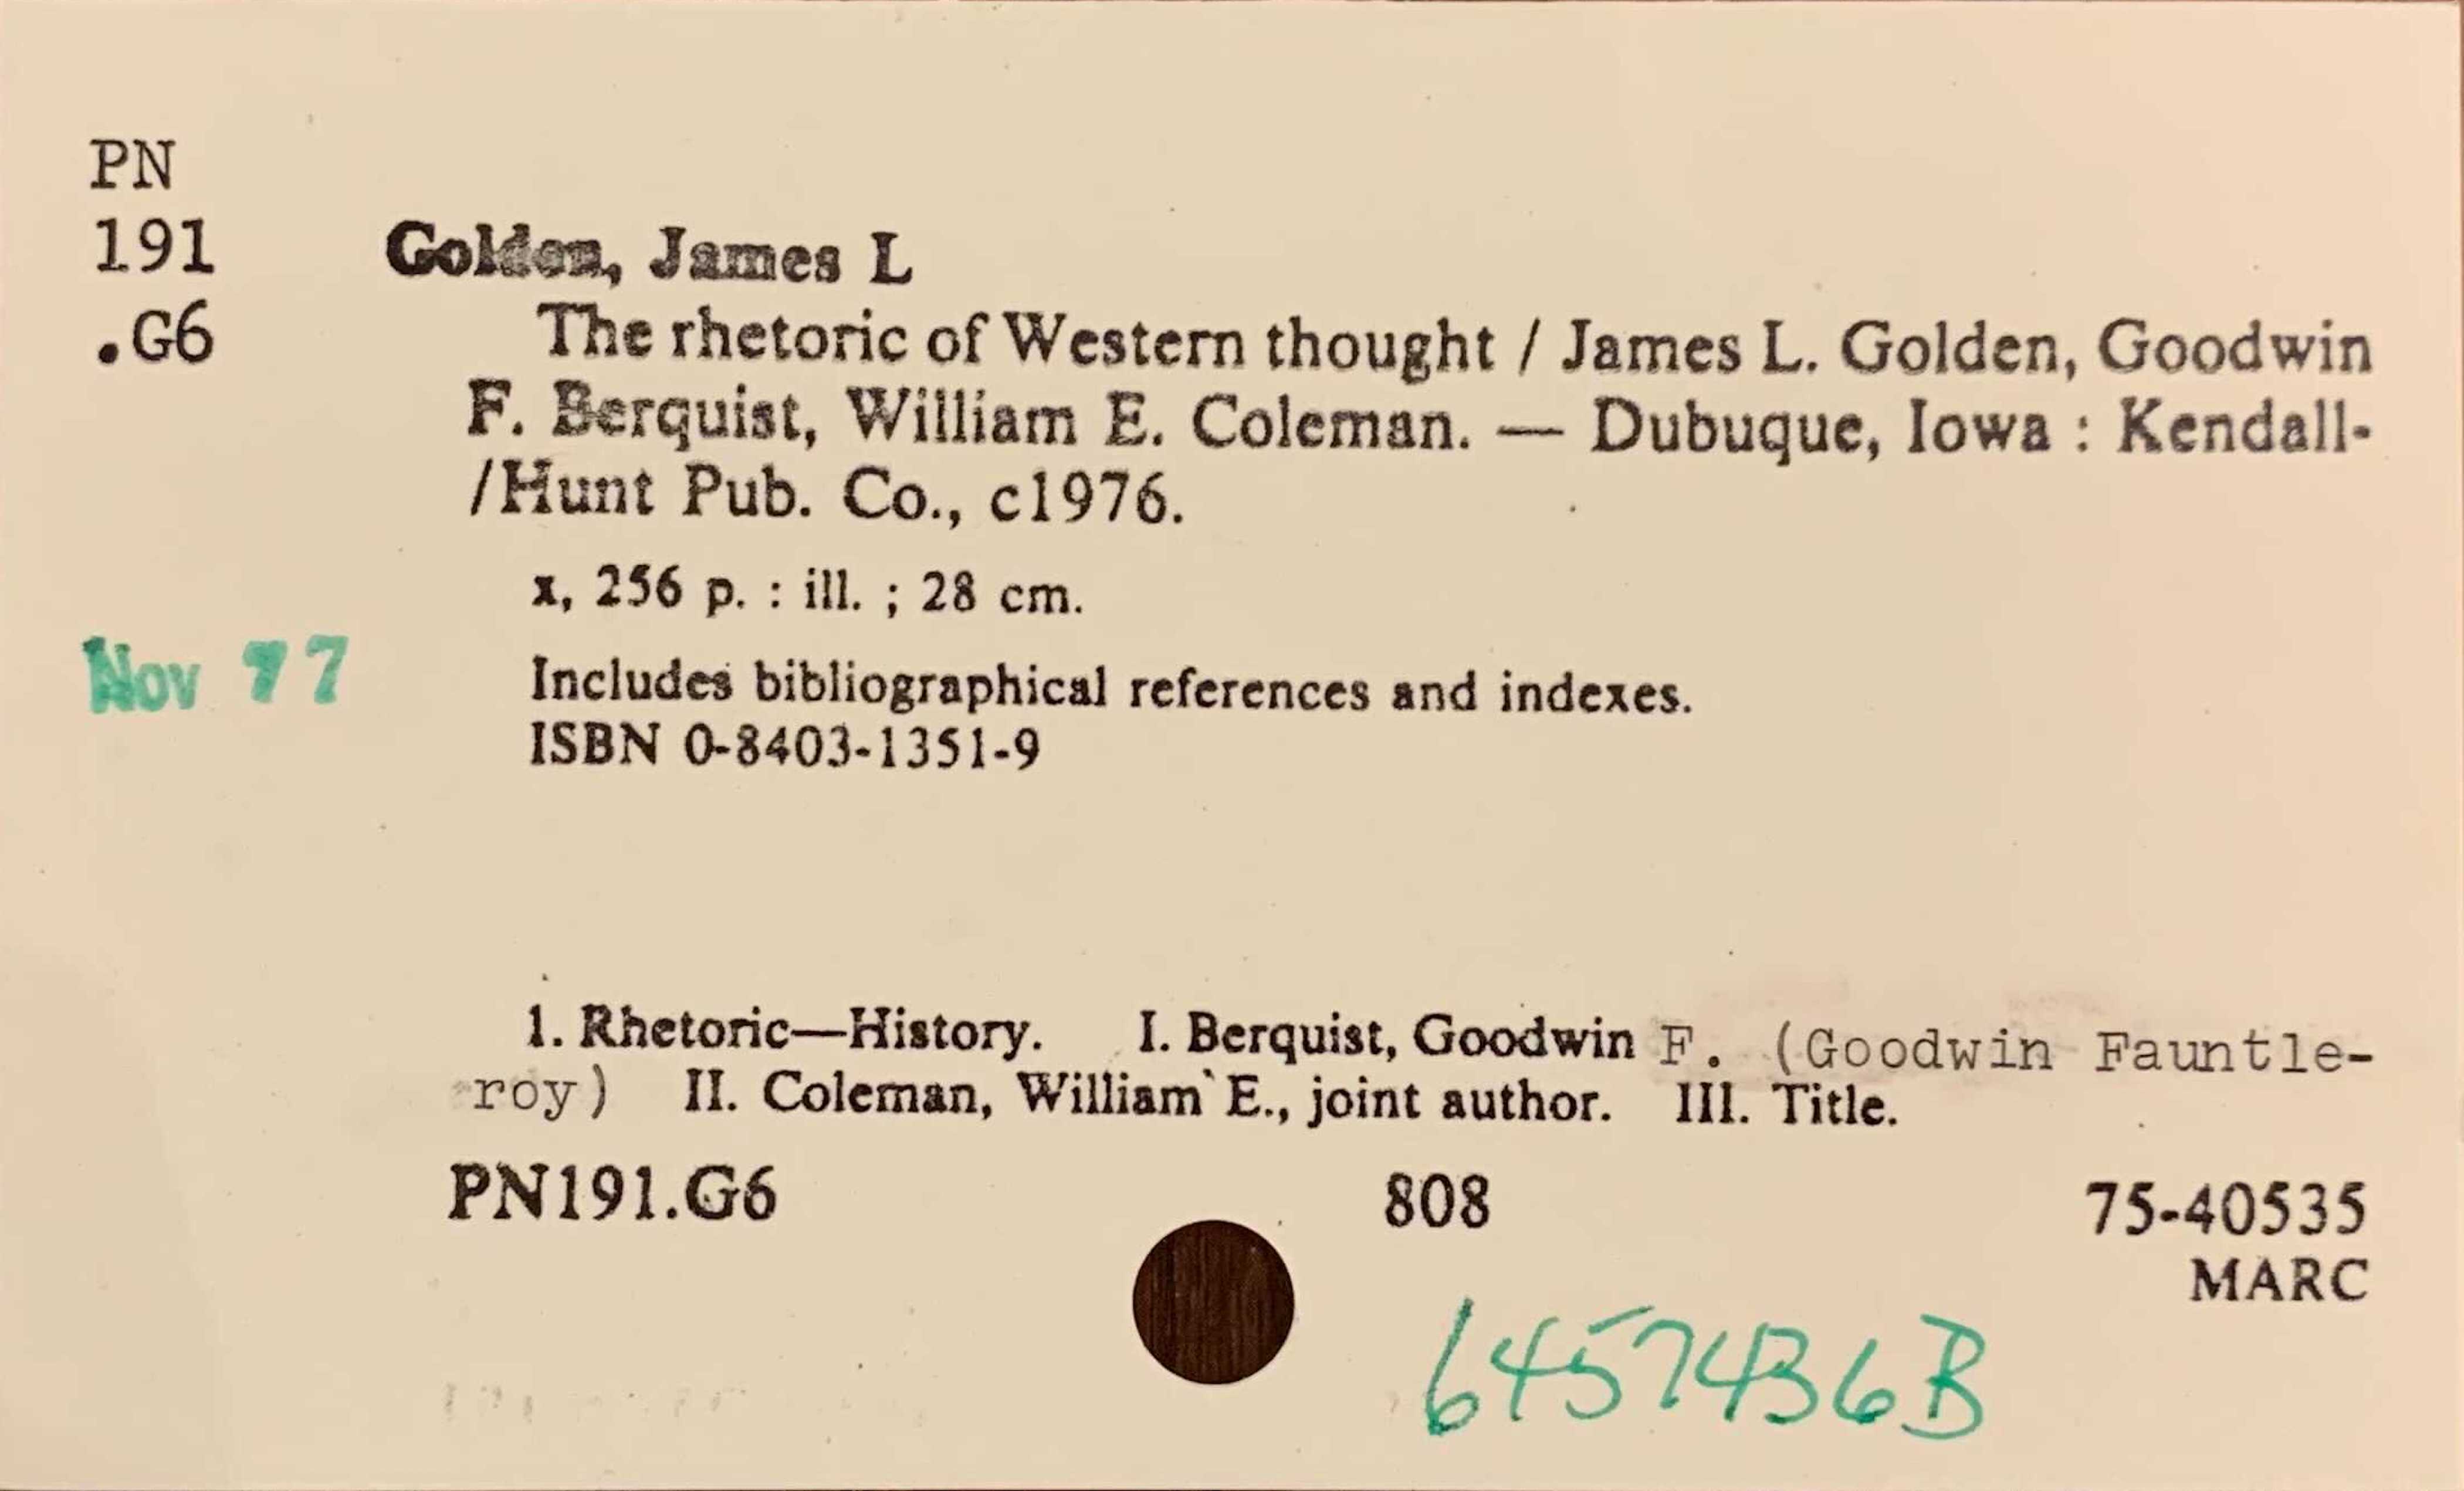 PN
191
.G6
Golden, James L
The rhetoric of Western thought / James L. Golden, Goodwin
F. Berquist, William E. Coleman. — Dubuque, Iowa : Kendall-
/Hunt Pub. Co., c1976.
x, 256 p. : ill. ; 28 cm.
Nov 77
Includes bibliographical references and indexes.
ISBN 0-8403-1351-9
1. Rhetoric—History. I. Berquist, Goodwin F. (Goodwin Fauntle-
roy) II. Coleman, William E., joint author. III. Title.
PN191.G6 808 75-40535
MARC
6457436B